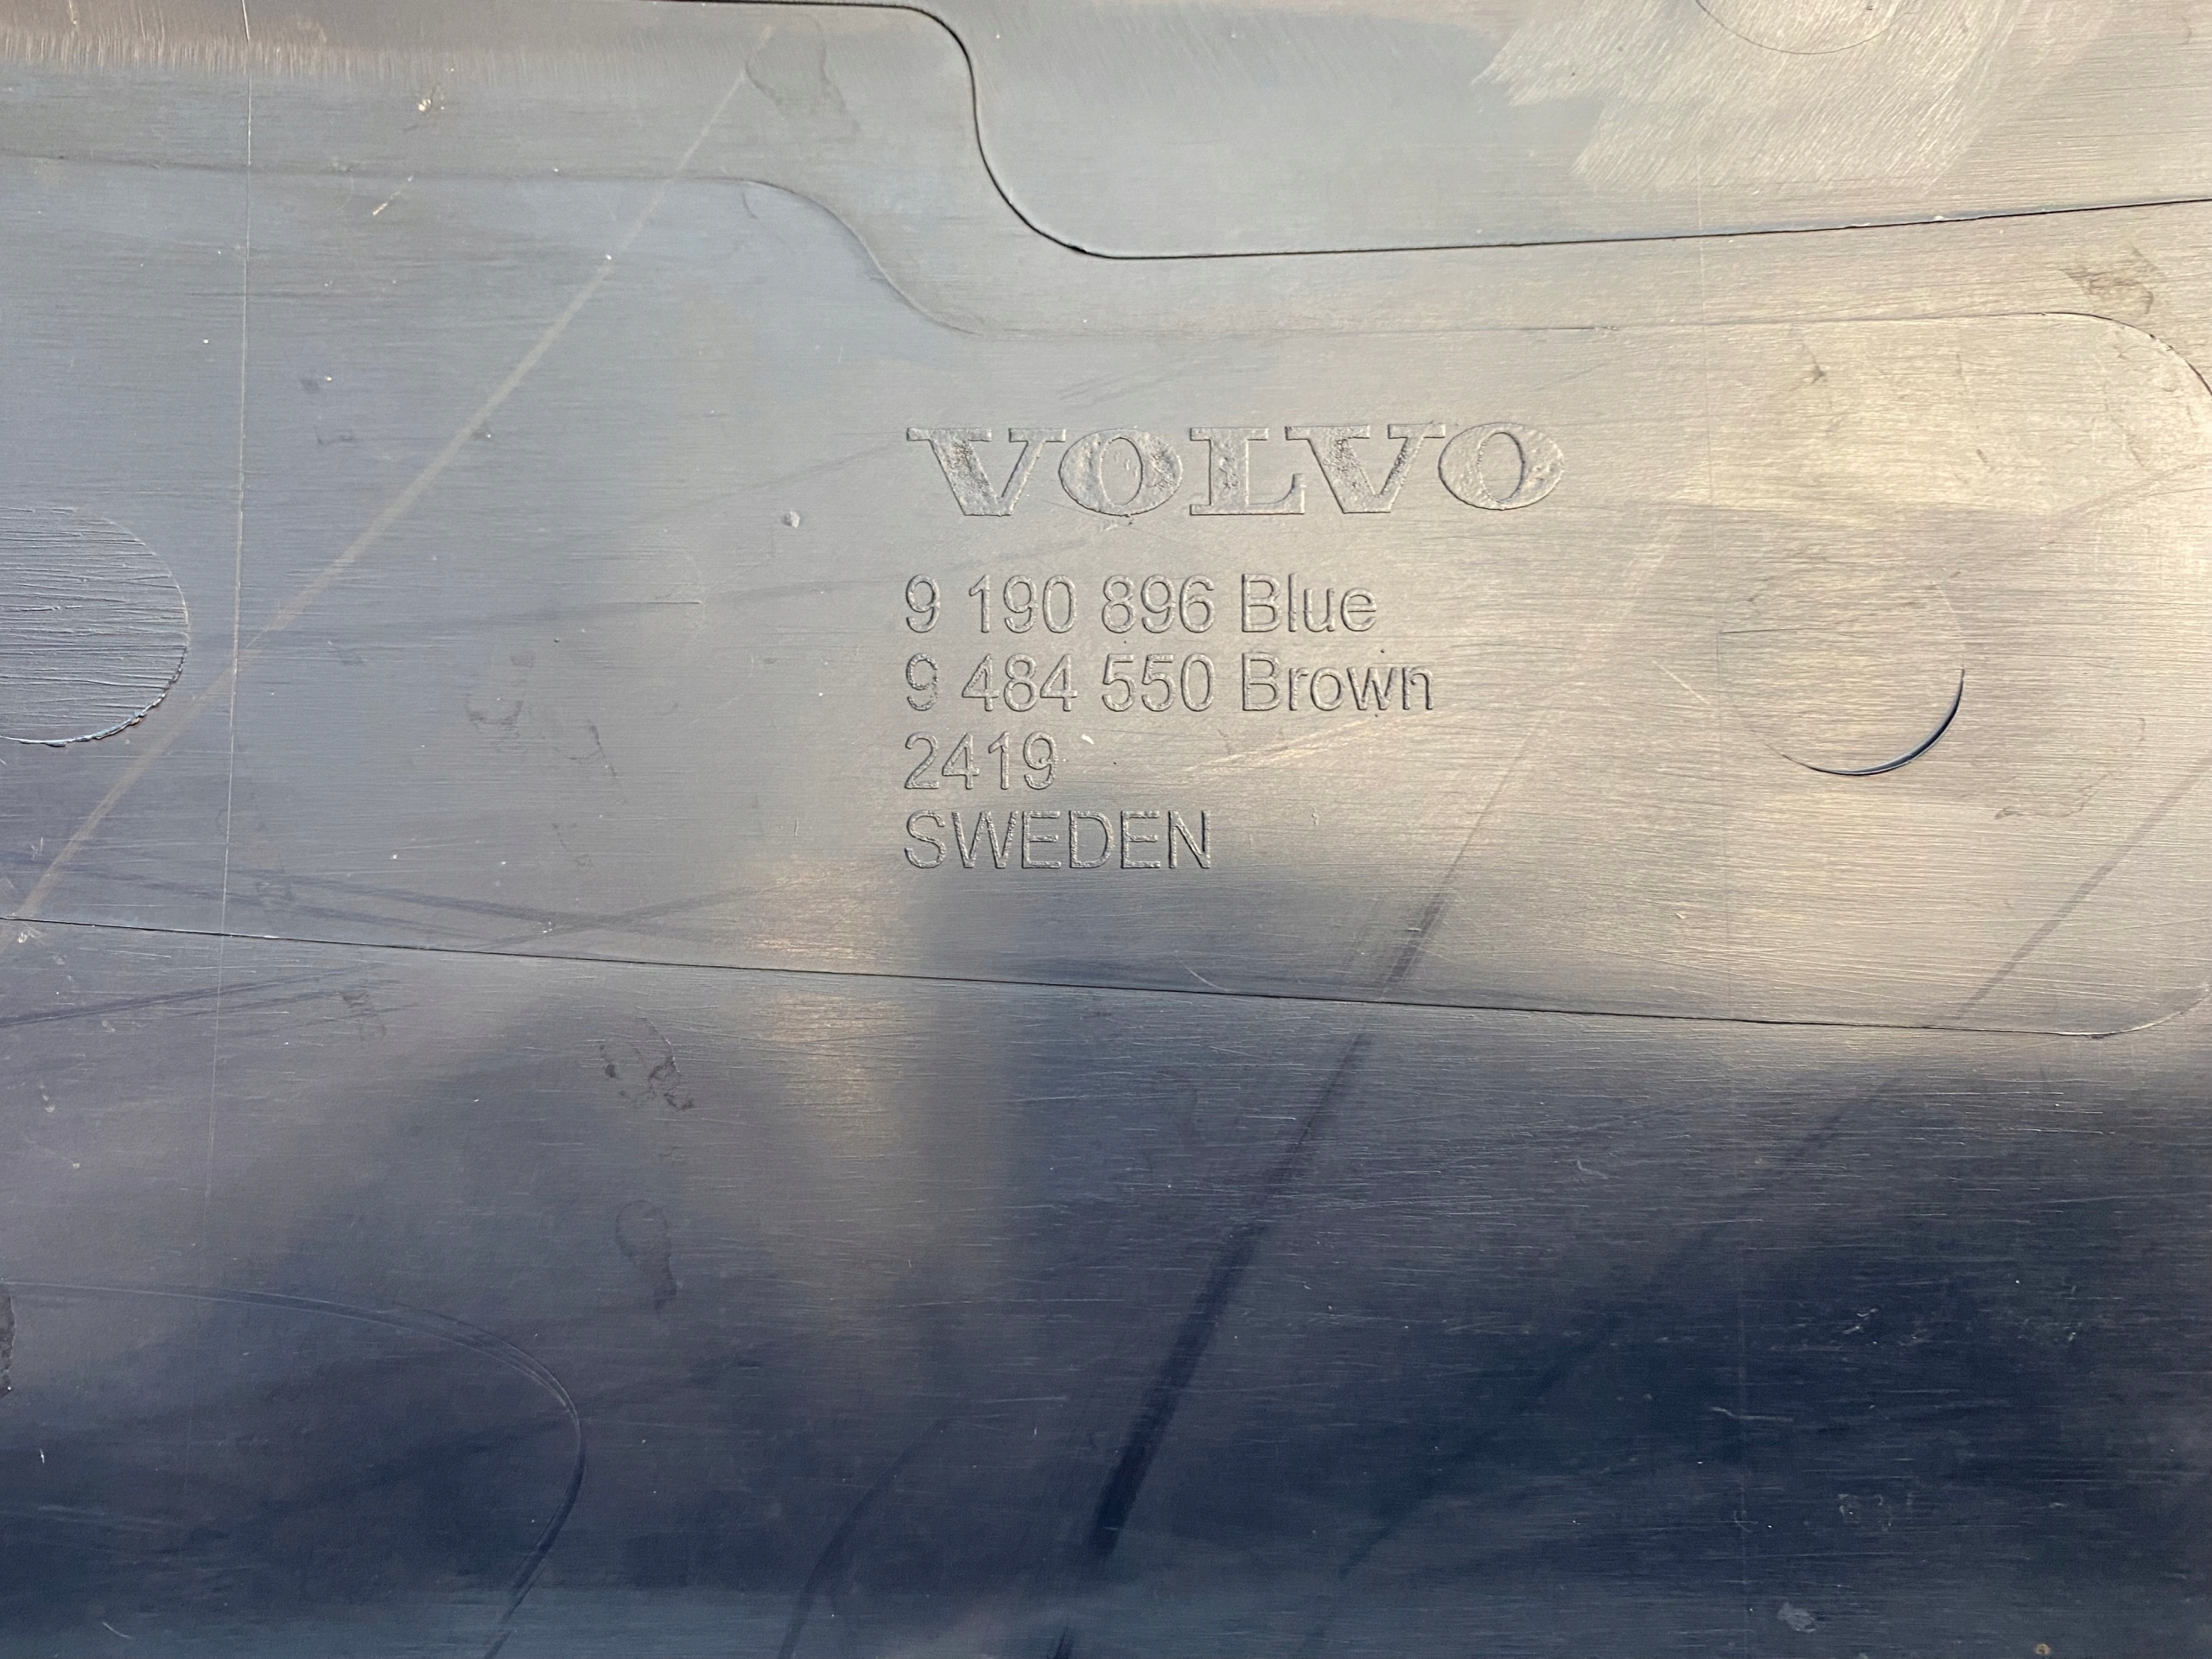 VOLVO
9 190 896 Blue
9 484 550 Brown
2419
SWEDEN